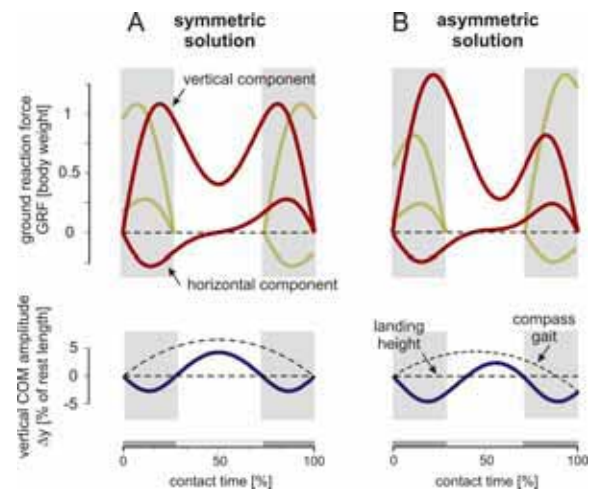 A
symmetric
solution
B
asymmetric
solution
vertical component
ground reaction force
GRF [body weight]
1
0.5
0
horizontal component
vertical COM amplitude
Δy [% of rest length]
5
0
-5
landing
height
compass
gait
0
50
100
contact time [%]
0
50
100
contact time [%]